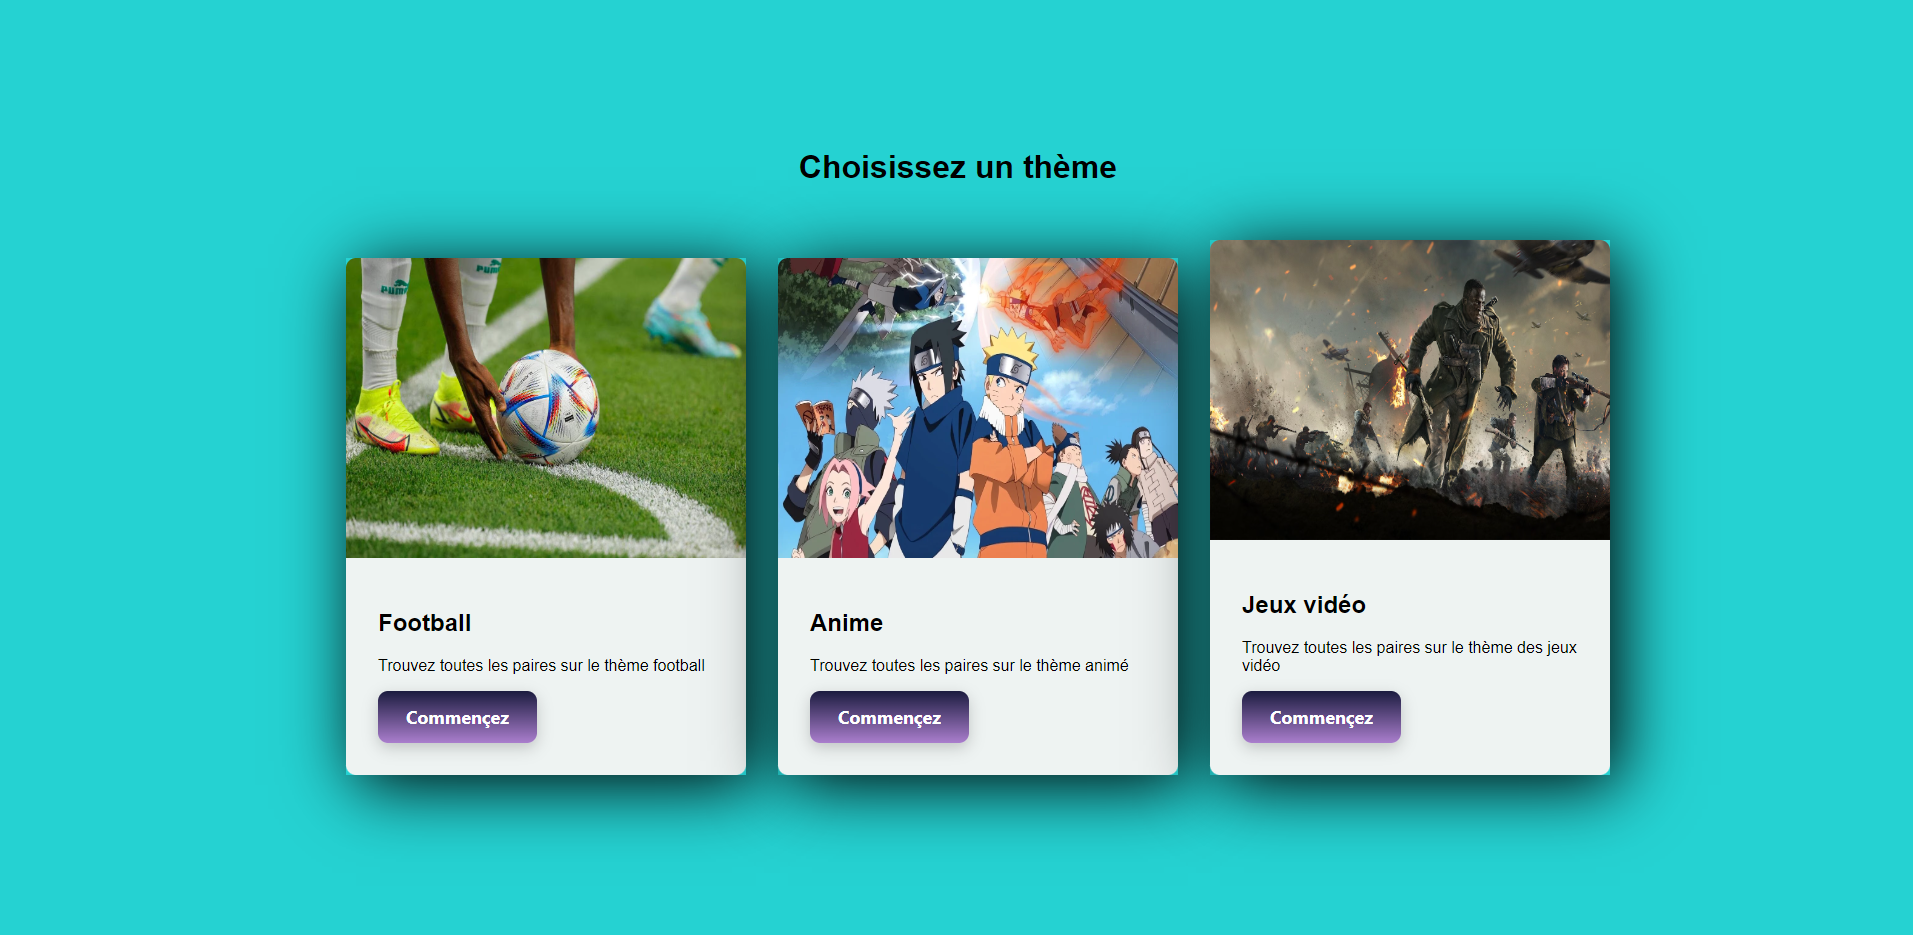 Choisissez un thème
PUMA
Football
Trouvez toutes les paires sur le thème football
Commençez
Anime
Trouvez toutes les paires sur le thème animé
Commençez
Jeux vidéo
Trouvez toutes les paires sur le thème des jeux
vidéo
Commençez